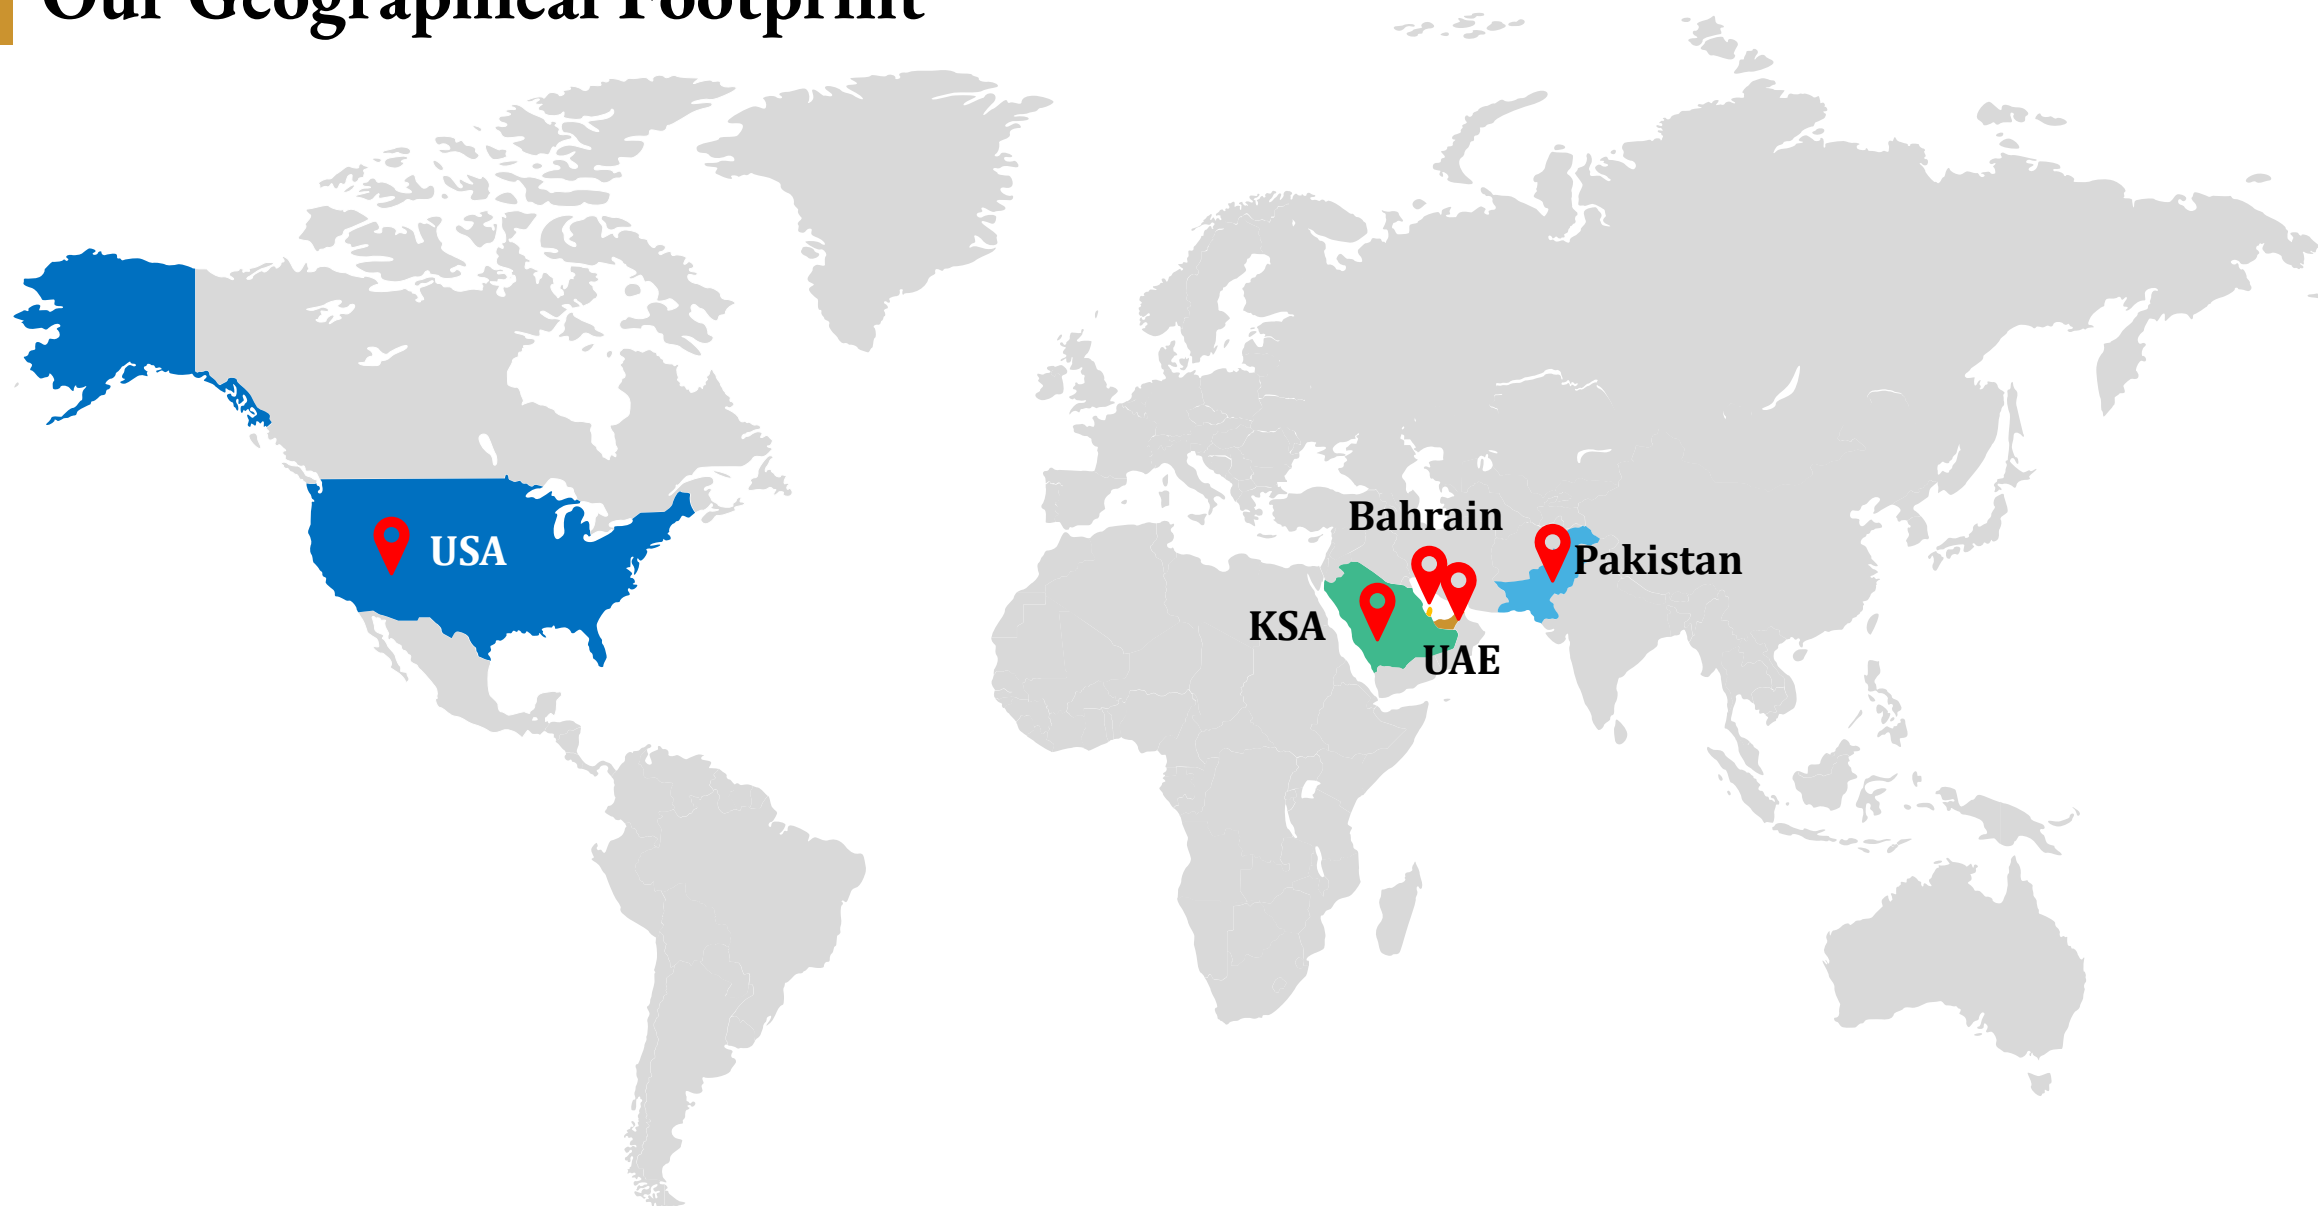 Our Geographical Footprint
Bahrain
USA
Pakistan
KSA
UAE